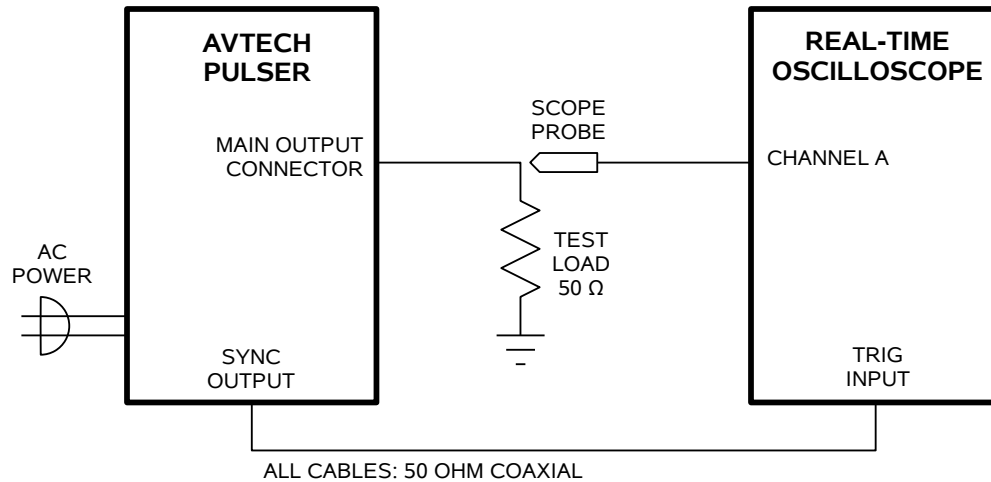 AVTECH
PULSER
REAL-TIME
OSCILLOSCOPE
SCOPE
PROBE
MAIN OUTPUT
CONNECTOR
CHANNEL A
TEST
LOAD
50 Ω
AC
POWER
SYNC
OUTPUT
TRIG
INPUT
ALL CABLES: 50 OHM COAXIAL